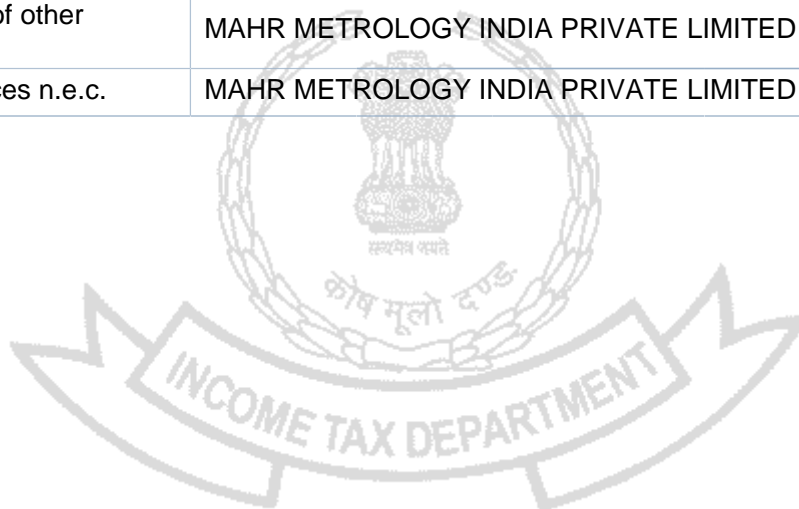 of other
MAHR METROLOGY INDIA PRIVATE LIMITED
ces n.e.c.
MAHR METROLOGY INDIA PRIVATE LIMITED
सत्यमेव जयते
कोष मूलो दण्डः
INCOME TAX DEPARTMENT